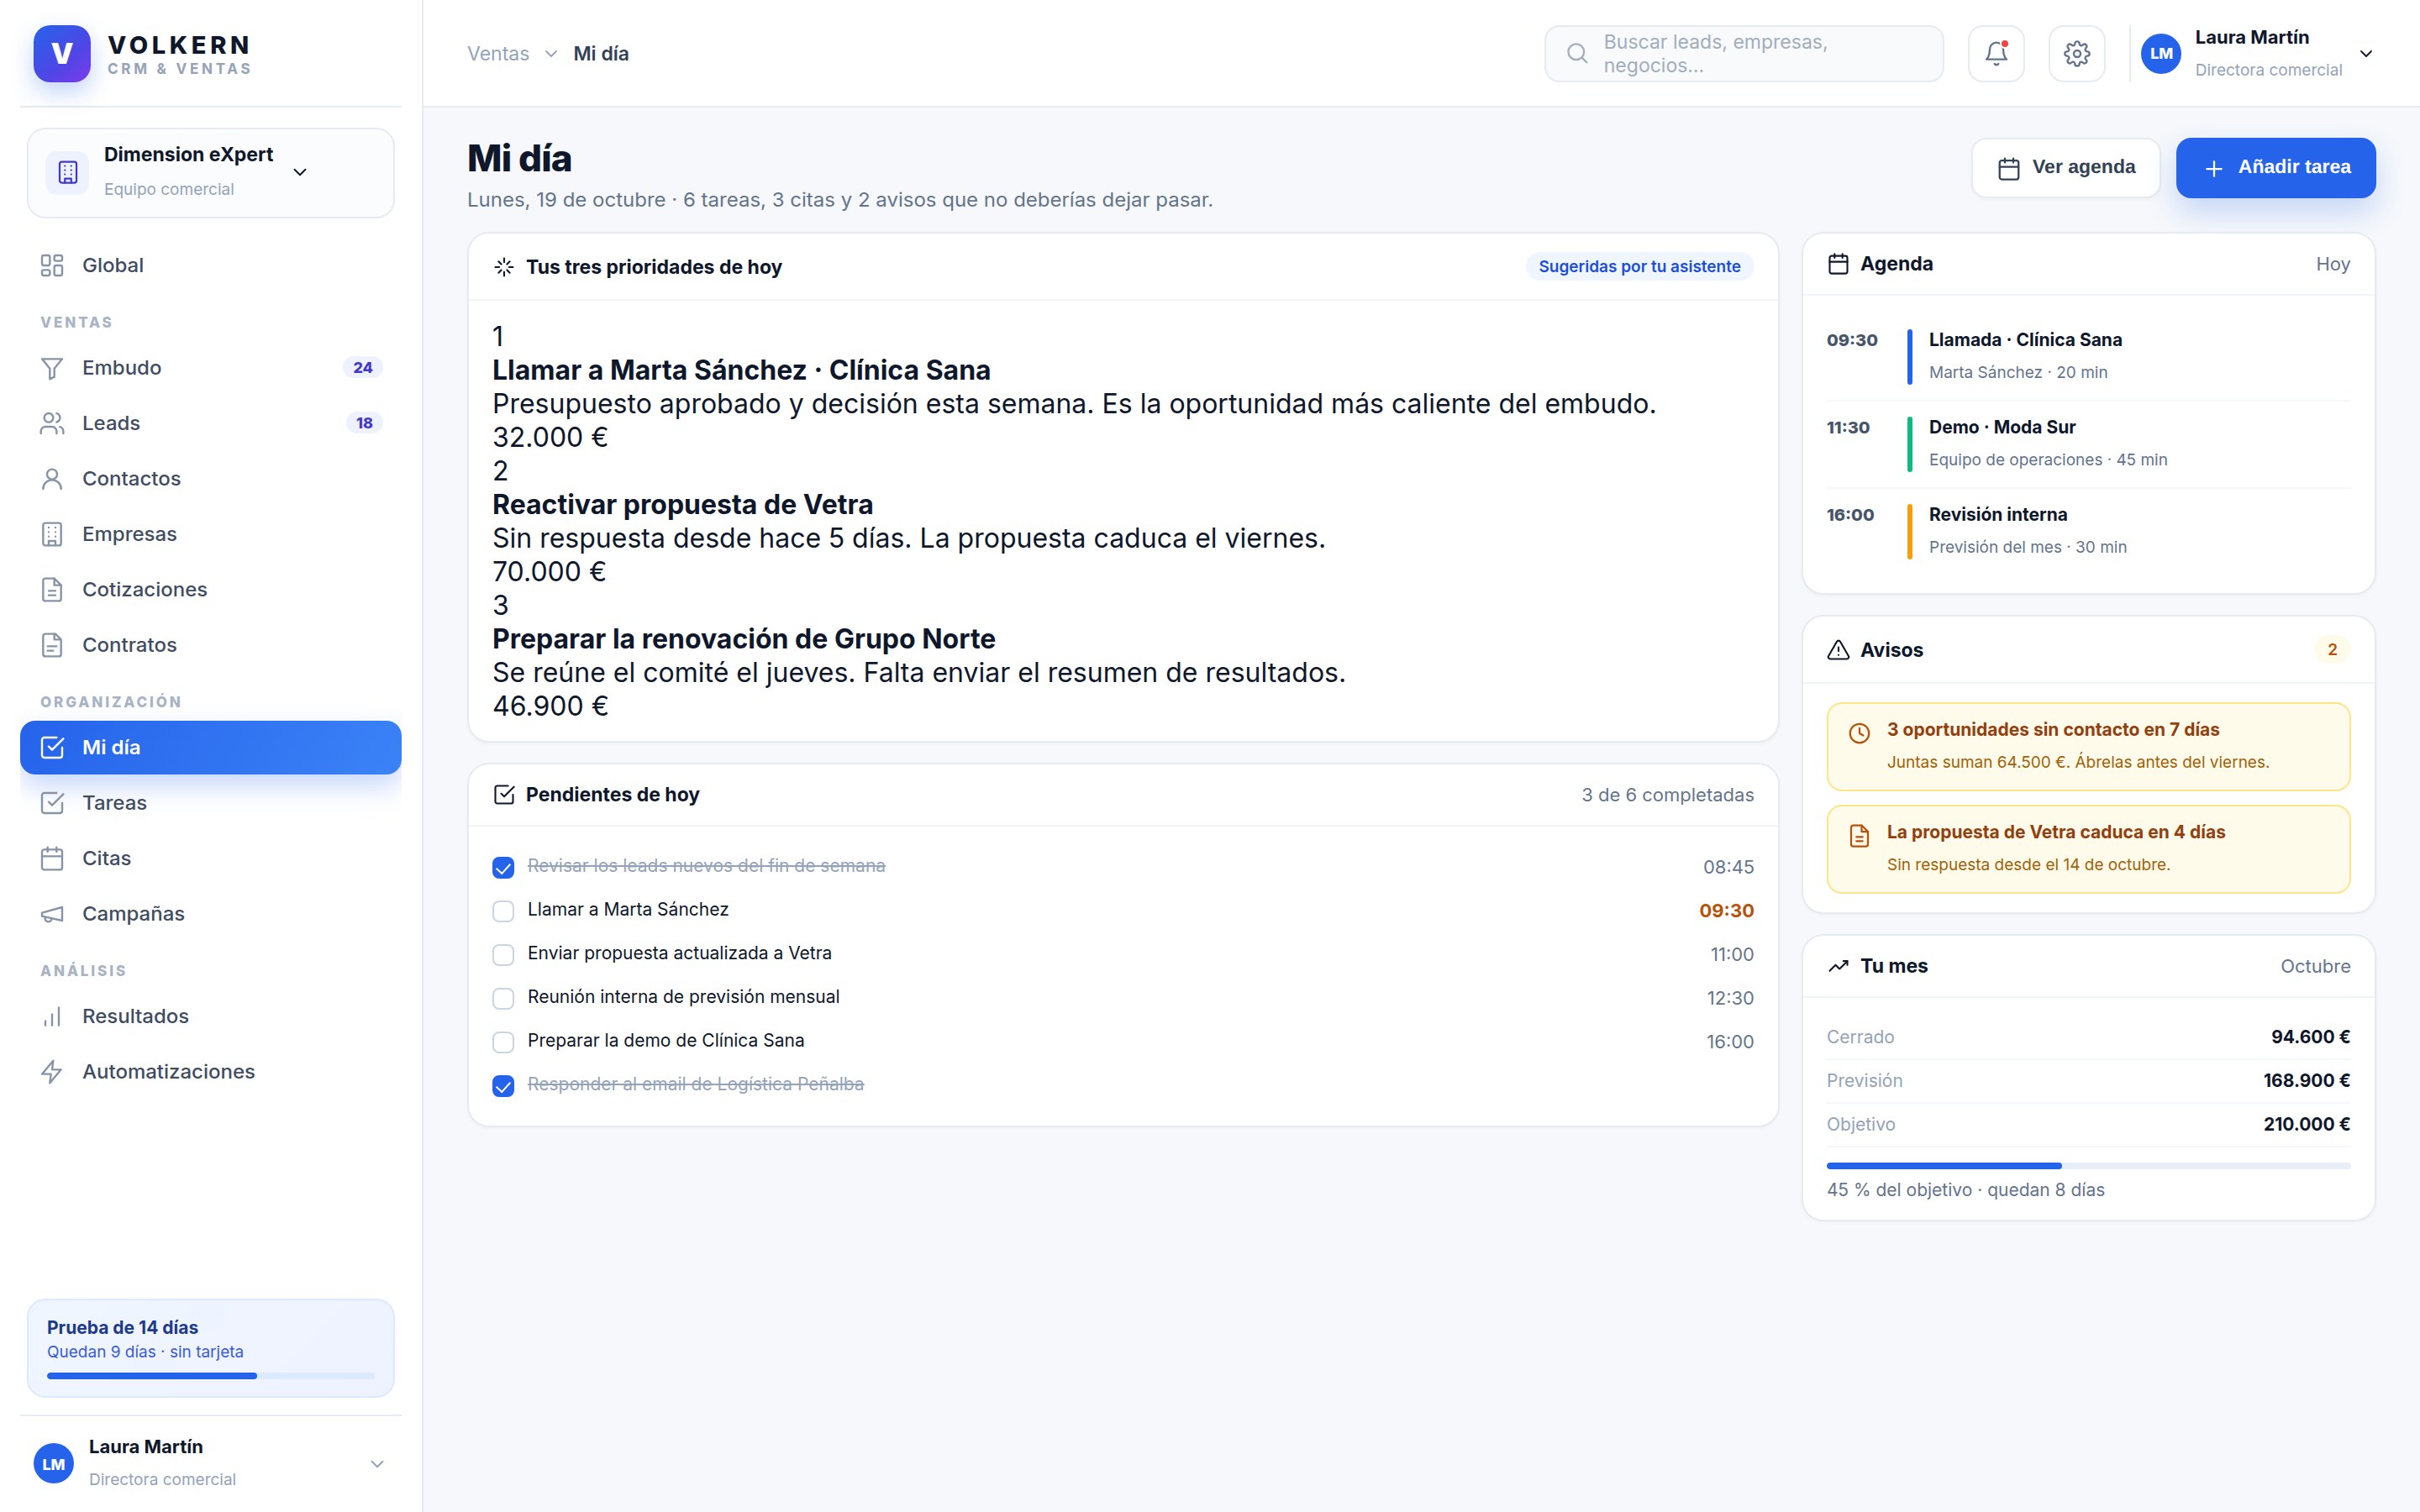 V
VOLKERN
CRM & VENTAS
Dimension eXpert
Equipo comercial
Global
VENTAS
Embudo 24
Leads 18
Contactos
Empresas
Cotizaciones
Contratos
ORGANIZACIÓN
Mi día
Tareas
Citas
Campañas
ANÁLISIS
Resultados
Automatizaciones
Prueba de 14 días
Quedan 9 días · sin tarjeta
LM
Laura Martín
Directora comercial
Ventas Mi día
Buscar leads, empresas,
negocios...
LM
Laura Martín
Directora comercial
Mi día
Lunes, 19 de octubre · 6 tareas, 3 citas y 2 avisos que no deberías dejar pasar.
Ver agenda
Añadir tarea
Tus tres prioridades de hoy
Sugeridas por tu asistente
1
Llamar a Marta Sánchez · Clínica Sana
Presupuesto aprobado y decisión esta semana. Es la oportunidad más caliente del embudo.
32.000 €
2
Reactivar propuesta de Vetra
Sin respuesta desde hace 5 días. La propuesta caduca el viernes.
70.000 €
3
Preparar la renovación de Grupo Norte
Se reúne el comité el jueves. Falta enviar el resumen de resultados.
46.900 €
Pendientes de hoy
3 de 6 completadas
Revisar los leads nuevos del fin de semana 08:45
Llamar a Marta Sánchez 09:30
Enviar propuesta actualizada a Vetra 11:00
Reunión interna de previsión mensual 12:30
Preparar la demo de Clínica Sana 16:00
Responder al email de Logística Peñalba
Agenda Hoy
09:30 Llamada · Clínica Sana
Marta Sánchez · 20 min
11:30 Demo · Moda Sur
Equipo de operaciones · 45 min
16:00 Revisión interna
Previsión del mes · 30 min
Avisos 2
3 oportunidades sin contacto en 7 días
Juntas suman 64.500 €. Ábrelas antes del viernes.
La propuesta de Vetra caduca en 4 días
Sin respuesta desde el 14 de octubre.
Tu mes Octubre
Cerrado 94.600 €
Previsión 168.900 €
Objetivo 210.000 €
45 % del objetivo · quedan 8 días